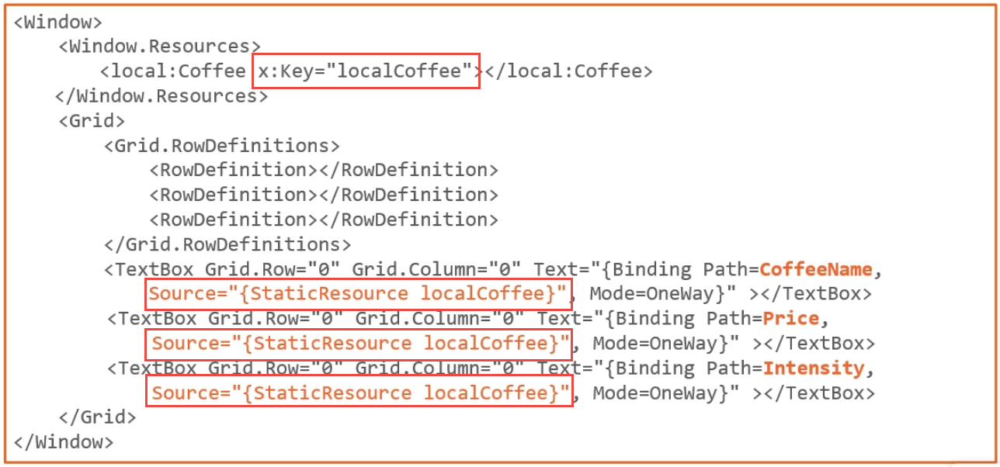 <Window>
<Window.Resources>
<local:Coffee x:Key="localCoffee"></local:Coffee>
</Window.Resources>
<Grid>
<Grid.RowDefinitions>
<RowDefinition></RowDefinition>
<RowDefinition></RowDefinition>
<RowDefinition></RowDefinition>
</Grid.RowDefinitions>
<TextBox Grid.Row="0" Grid.Column="0" Text="{Binding Path=CoffeeName,
Source="{StaticResource localCoffee}", Mode=OneWay}" ></TextBox>
<TextBox Grid.Row="0" Grid.Column="0" Text="{Binding Path=Price,
Source="{StaticResource localCoffee}", Mode=OneWay}" ></TextBox>
<TextBox Grid.Row="0" Grid.Column="0" Text="{Binding Path=Intensity,
Source="{StaticResource localCoffee}", Mode=OneWay}" ></TextBox>
</Grid>
</Window>